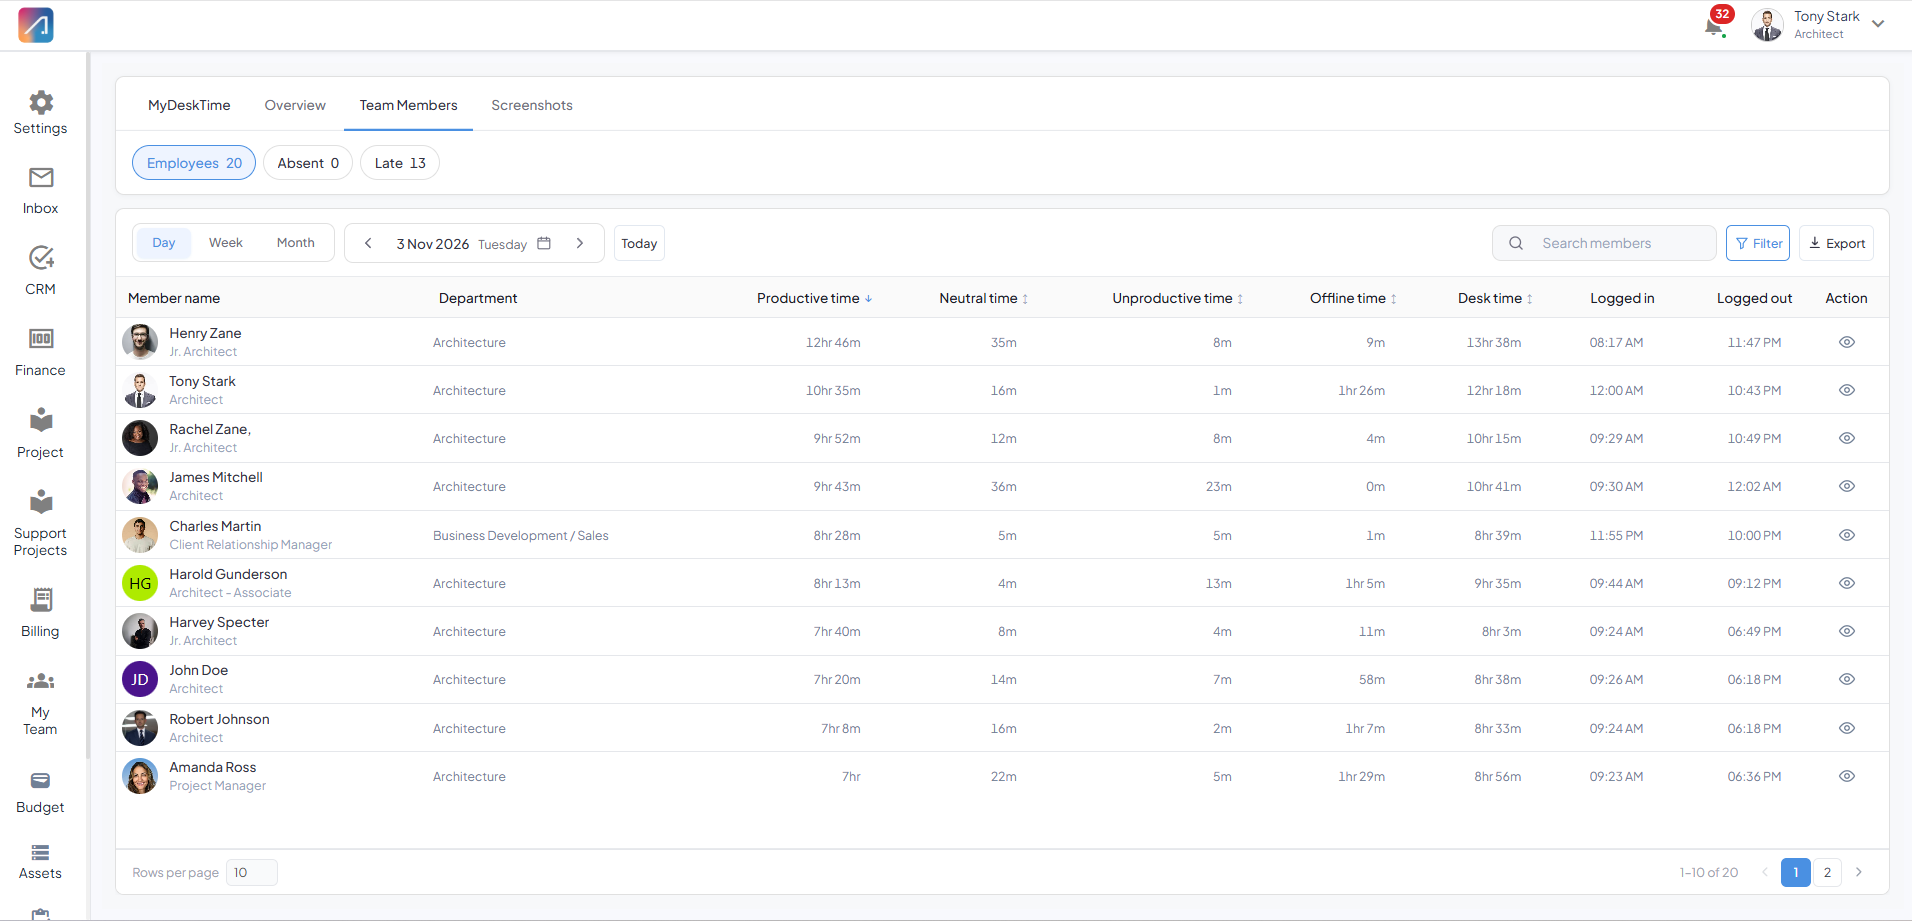 32
Tony Stark
Architect
Settings
Inbox
CRM
Finance
Project
Support
Projects
Billing
My
Team
Budget
Assets
MyDeskTime Overview Team Members Screenshots
Employees 20 Absent 0 Late 13
Day Week Month 3 Nov 2026 Tuesday Today Search members Filter Export
Member name Department Productive time Neutral time Unproductive time Offline time Desk time Logged in Logged out Action
Henry Zane
Jr. Architect
Architecture 12hr 46m 35m 8m 9m 13hr 38m 08:17 AM 11:47 PM
Tony Stark
Architect
Architecture 10hr 35m 16m 1m 1hr 26m 12hr 18m 12:00 AM 10:43 PM
Rachel Zane,
Jr. Architect
Architecture 9hr 52m 12m 8m 4m 10hr 15m 09:29 AM 10:49 PM
James Mitchell
Architect
Architecture 9hr 43m 36m 23m 0m 10hr 41m 09:30 AM 12:02 AM
Charles Martin
Client Relationship Manager
Business Development / Sales 8hr 28m 5m 5m 1m 8hr 39m 11:55 PM 10:00 PM
HG
Harold Gunderson
Architect - Associate
Architecture 8hr 13m 4m 13m 1hr 5m 9hr 35m 09:44 AM 09:12 PM
Harvey Specter
Jr. Architect
Architecture 7hr 40m 8m 4m 11m 8hr 3m 09:24 AM 06:49 PM
JD
John Doe
Architect
Architecture 7hr 20m 14m 7m 58m 8hr 38m 09:26 AM 06:18 PM
Robert Johnson
Architect
Architecture 7hr 8m 16m 2m 1hr 7m 8hr 33m 09:24 AM 06:18 PM
Amanda Ross
Project Manager
Architecture 7hr 22m 5m 1hr 29m 8hr 56m 09:23 AM 06:36 PM
Rows per page 10 1-10 of 20 1 2